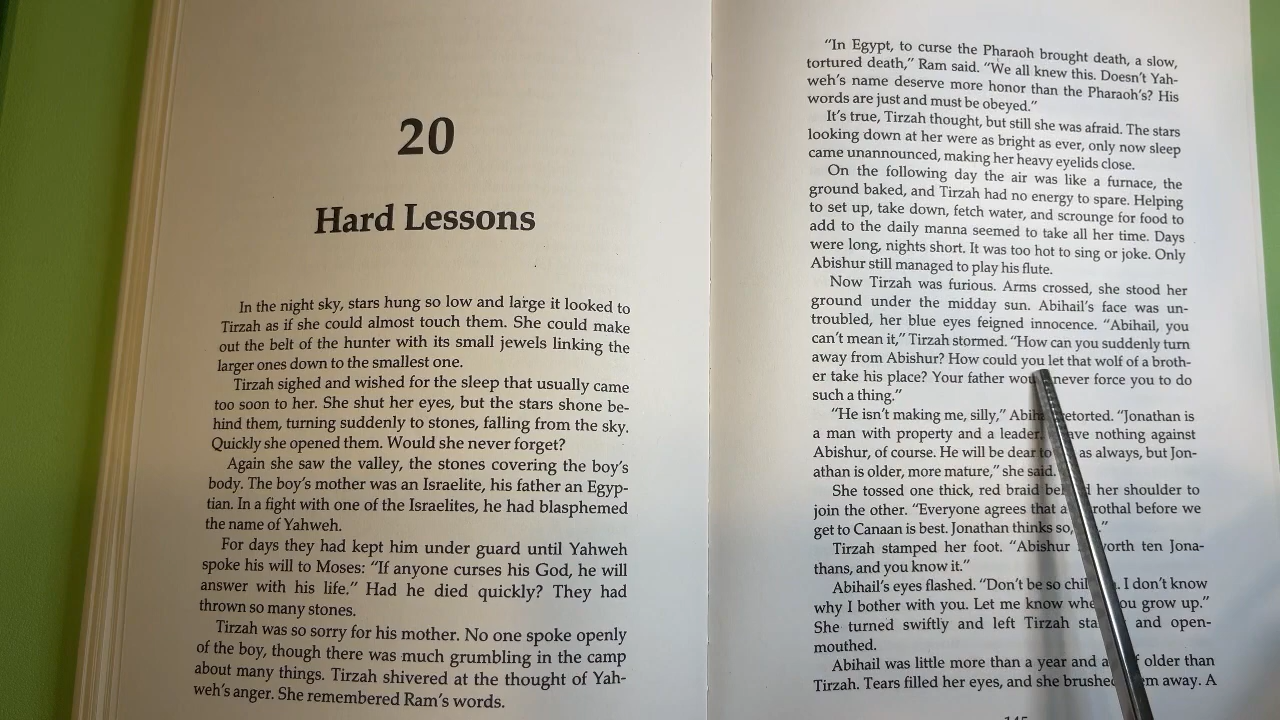 20
Hard Lessons
In the night sky, stars hung so low and large it looked to
Tirzah as if she could almost touch them. She could make
out the belt of the hunter with its small jewels linking the
larger ones down to the smallest one.
Tirzah sighed and wished for the sleep that usually came
too soon to her. She shut her eyes, but the stars shone be-
hind them, turning suddenly to stones, falling from the sky.
Quickly she opened them. Would she never forget?
Again she saw the valley, the stones covering the boy's
body. The boy's mother was an Israelite, his father an Egyp-
tian. In a fight with one of the Israelites, he had blasphemed
the name of Yahweh.
For days they had kept him under guard until Yahweh
spoke his will to Moses: "If anyone curses his God, he will
answer with his life." Had he died quickly? They had
thrown so many stones.
Tirzah was so sorry for his mother. No one spoke openly
of the boy, though there was much grumbling in the camp
about many things. Tirzah shivered at the thought of Yah-
weh's anger. She remembered Ram's words.
"In Egypt, to curse the Pharaoh brought death, a slow,
tortured death," Ram said. "We all knew this. Doesn't Yah-
weh's name deserve more honor than the Pharaoh's? His
words are just and must be obeyed."
It's true, Tirzah thought, but still she was afraid. The stars
looking down at her were as bright as ever, only now sleep
came unannounced, making her heavy eyelids close.
On the following day the air was like a furnace, the
ground baked, and Tirzah had no energy to spare. Helping
to set up, take down, fetch water, and scrounge for food to
add to the daily manna seemed to take all her time. Days
were long, nights short. It was too hot to sing or joke. Only
Abishur still managed to play his flute.
Now Tirzah was furious. Arms crossed, she stood her
ground under the midday sun. Abihail's face was un-
troubled, her blue eyes feigned innocence. "Abihail, you
can't mean it," Tirzah stormed. "How can you suddenly turn
away from Abishur? How could you let that wolf of a broth-
er take his place? Your father never force you to do
such a thing."
"He isn't making me, silly," retorted. "Jonathan is
a man with property and a leader. have nothing against
Abishur, of course. He will be dear to as always, but Jon-
athan is older, more mature," she said.
She tossed one thick, red braid her shoulder to
join the other. "Everyone agrees that a before we
get to Canaan is best. Jonathan thinks so,
Tirzah stamped her foot. "Abishur worth ten Jona-
thans, and you know it."
Abihail's eyes flashed. "Don't be so I don't know
why I bother with you. Let me know you grow up."
She turned swiftly and left Tirzah and open-
mouthed.
Abihail was little more than a year and a older than
Tirzah. Tears filled her eyes, and she brushed away. A